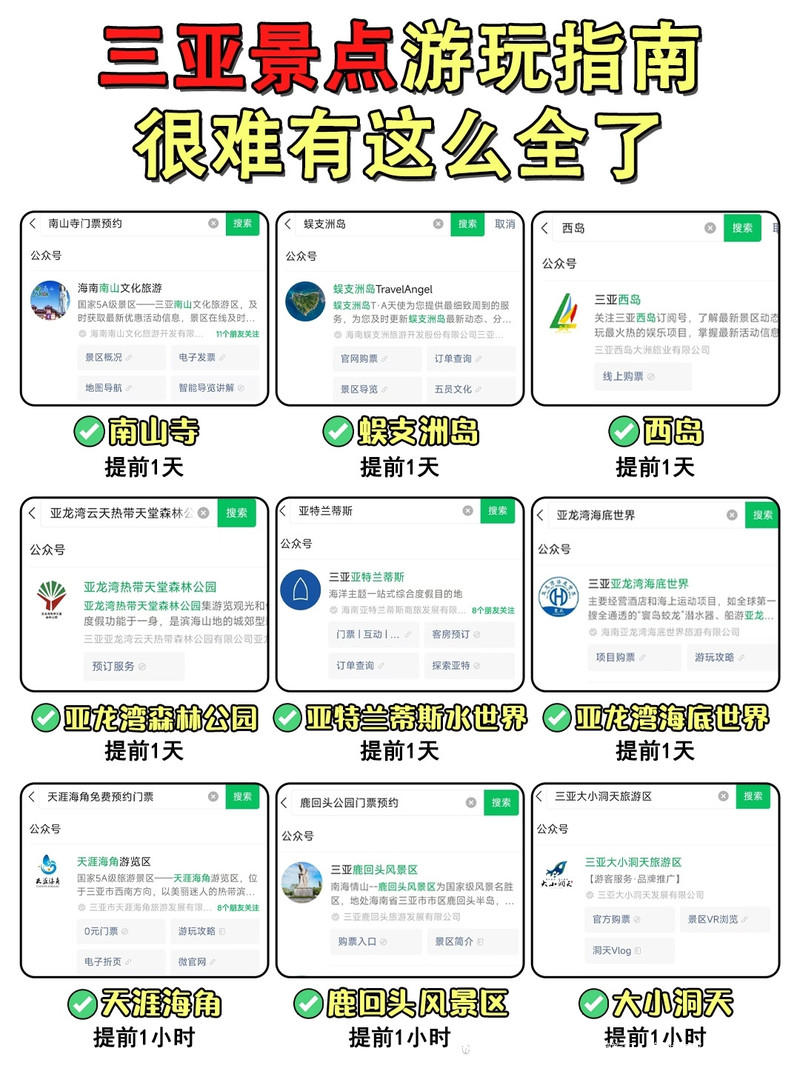 三亚景点游玩指南
很难有这么全了
南山寺门票预约
搜索
公众号
海南南山文化旅游
国家5A级景区——三亚南山文化旅游区，及
时获取最新优惠活动信息，景区在线及时...
海南南山文化旅游开发有限... 11个朋友关注
景区概况 电子发票
地图导航 智能导览讲解
南山寺
提前1天
蜈支洲岛
搜索 取消
公众号
蜈支洲岛TravelAngel
蜈支洲岛T·A天使为您提供最细致周到的服
务，为您及时更新蜈支洲岛最新动态、分...
海南蜈支洲旅游开发股份有限公司三亚...
官网购票 订单查询
景区导览 五员文化
蜈支洲岛
提前1天
西岛
搜索
公众号
三亚西岛
关注三亚西岛订阅号，了解最新景区动态
玩最火热的娱乐项目，掌握最新活动信息
三亚西岛大洲旅业有限公司
线上购票
西岛
提前1天
亚龙湾云天热带天堂森林公
搜索
公众号
亚龙湾热带天堂森林公园
亚龙湾热带天堂森林公园集游览观光和
度假功能于一身，是滨海山地的城郊型
三亚亚龙湾云天热带森林公园有限公司亚
预订服务
亚龙湾森林公园
提前1天
亚特兰蒂斯
搜索
公众号
三亚亚特兰蒂斯
海洋主题一站式综合度假目的地
海南亚特兰蒂斯商旅发展有限... 8个朋友关注
门票 | 互动 | ... 客房预订
订单查询 探索亚特
亚特兰蒂斯水世界
提前1天
亚龙湾海底世界
搜索
公众号
三亚亚龙湾海底世界
主要经营酒店和海上运动项目，如全球第一
艘全通透的“寰岛蛟龙”潜水器、船游亚龙...
海南亚龙湾海底世界旅游有限公司
项目购票 游玩攻略
亚龙湾海底世界
提前1天
天涯海角免费预约门票
搜索
公众号
天涯海角游览区
国家5A级旅游景区——天涯海角游览区，位
于三亚市西南方向，以美丽迷人的热带滨...
三亚市天涯海角旅游发展有限... 8个朋友关注
0元门票 游玩攻略
电子折页 微官网
天涯海角
提前1小时
鹿回头公园门票预约
搜索
公众号
三亚鹿回头风景区
南海情山--鹿回头风景区为国家级风景名胜
区，地处海南省三亚市市区鹿回头半岛，...
三亚鹿回头旅游区开发有限公司
购票入口 景区简介
鹿回头风景区
提前1小时
三亚大小洞天旅游区
搜索
公众号
三亚大小洞天旅游区
【游客服务·品牌推广】
三亚大小洞天发展有限公司
官方购票 景区VR浏览
洞天Vlog
大小洞天
提前1小时